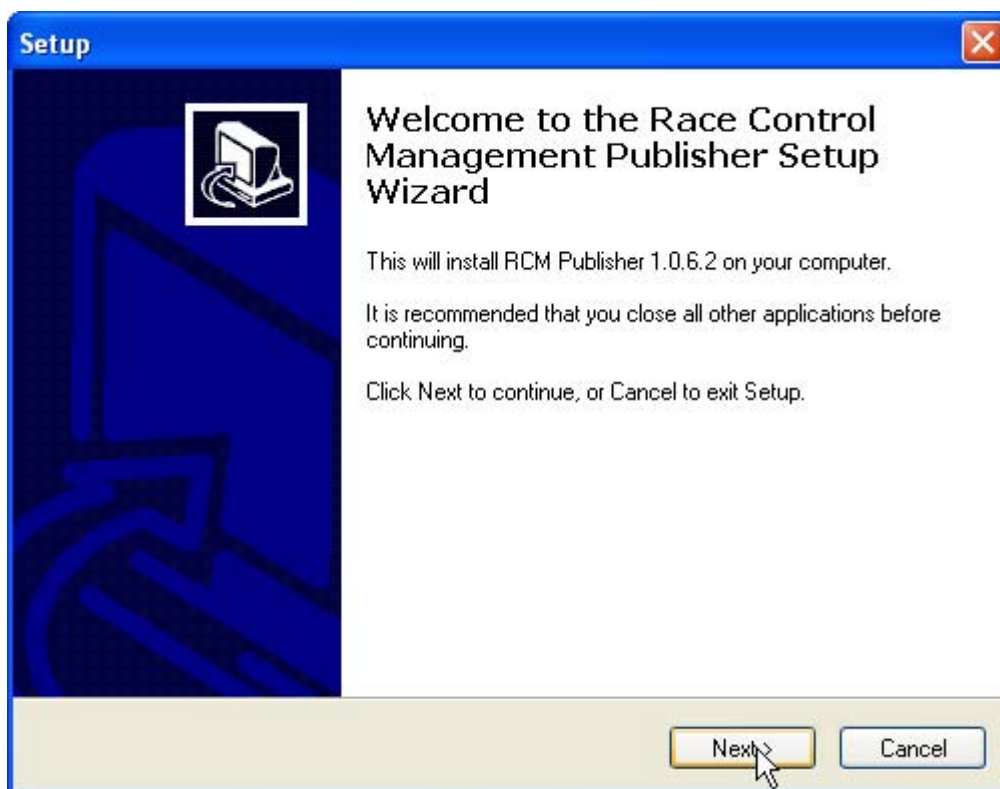 Setup
Welcome to the Race Control
Management Publisher Setup
Wizard
This will install RCM Publisher 1.0.6.2 on your computer.
It is recommended that you close all other applications before
continuing.
Click Next to continue, or Cancel to exit Setup.
Next >
Cancel